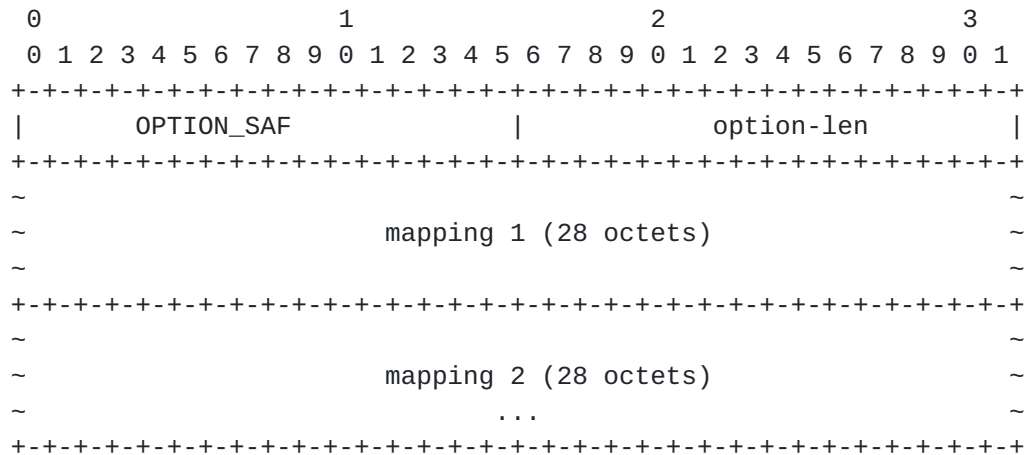 0                   1                   2                   3
 0 1 2 3 4 5 6 7 8 9 0 1 2 3 4 5 6 7 8 9 0 1 2 3 4 5 6 7 8 9 0 1
+-+-+-+-+-+-+-+-+-+-+-+-+-+-+-+-+-+-+-+-+-+-+-+-+-+-+-+-+-+-+-+-+
|       OPTION_SAF              |            option-len         |
+-+-+-+-+-+-+-+-+-+-+-+-+-+-+-+-+-+-+-+-+-+-+-+-+-+-+-+-+-+-+-+-+
~                                                               ~
~                       mapping 1 (28 octets)                   ~
~                                                               ~
+-+-+-+-+-+-+-+-+-+-+-+-+-+-+-+-+-+-+-+-+-+-+-+-+-+-+-+-+-+-+-+-+
~                                                               ~
~                       mapping 2 (28 octets)                   ~
~                              ...                              ~
+-+-+-+-+-+-+-+-+-+-+-+-+-+-+-+-+-+-+-+-+-+-+-+-+-+-+-+-+-+-+-+-+